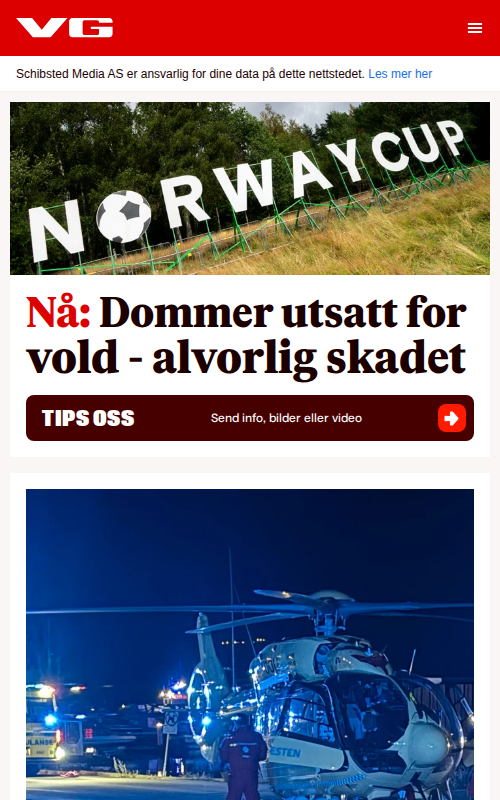 VG
Schibsted Media AS er ansvarlig for dine data på dette nettstedet. Les mer her
NORWAY CUP
Nå: Dommer utsatt for
vold - alvorlig skadet
TIPS OSS
Send info, bilder eller video